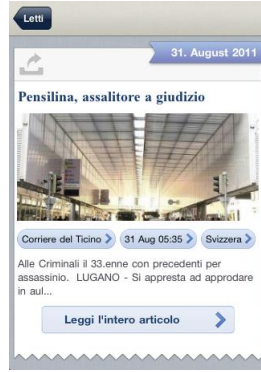 Letti
31. August 2011
Pensilina, assalitore a giudizio
Corriere del Ticino
31 Aug 05:35
Svizzera
Alle Criminali il 33.enne con precedenti per
assassinio. LUGANO - Si appresta ad approdare
in aul...
Leggi l'intero articolo